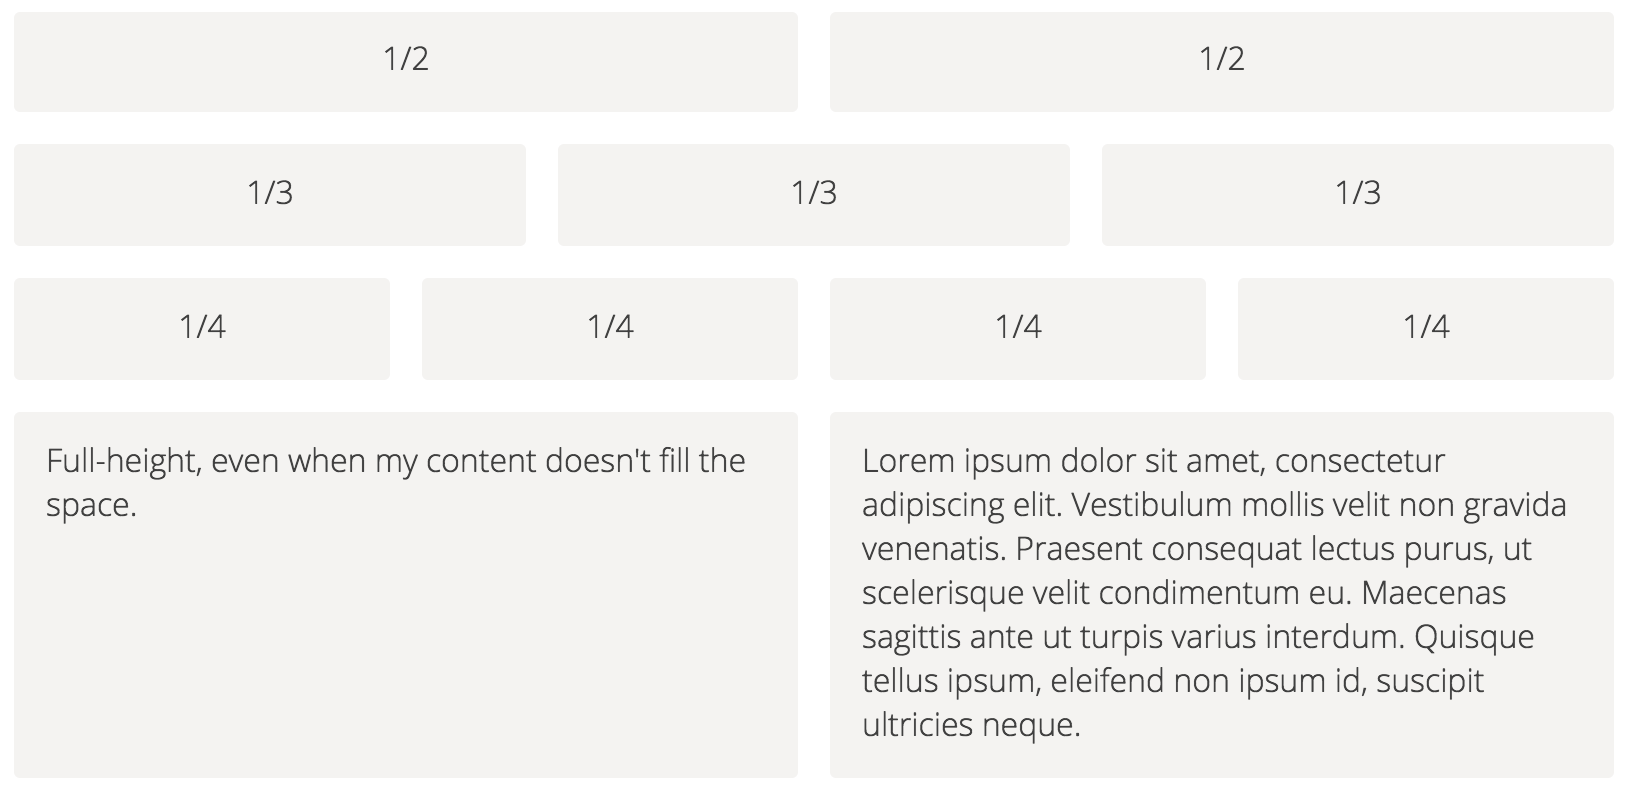 1/2 1/2
1/3 1/3 1/3
1/4 1/4 1/4 1/4
Full-height, even when my content doesn't fill the
space.
Lorem ipsum dolor sit amet, consectetur
adipiscing elit. Vestibulum mollis velit non gravida
venenatis. Praesent consequat lectus purus, ut
scelerisque velit condimentum eu. Maecenas
sagittis ante ut turpis varius interdum. Quisque
tellus ipsum, eleifend non ipsum id, suscipit
ultricies neque.